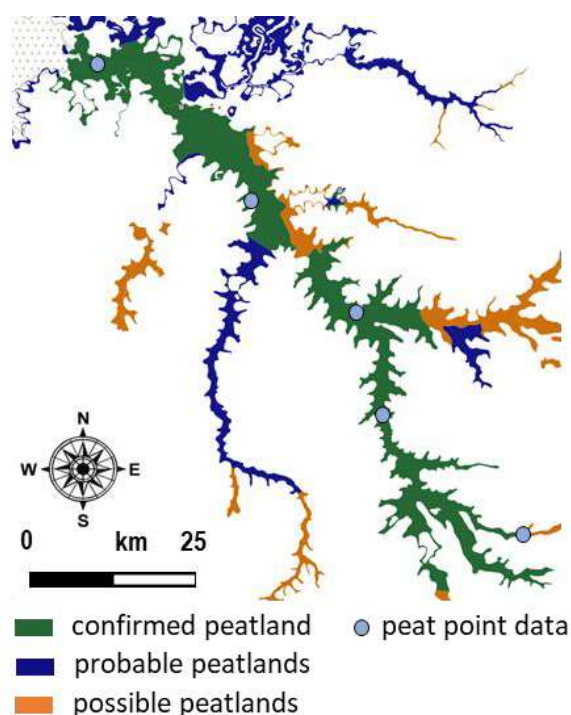 N
W E
S
0 km 25
confirmed peatland peat point data
probable peatlands
possible peatlands